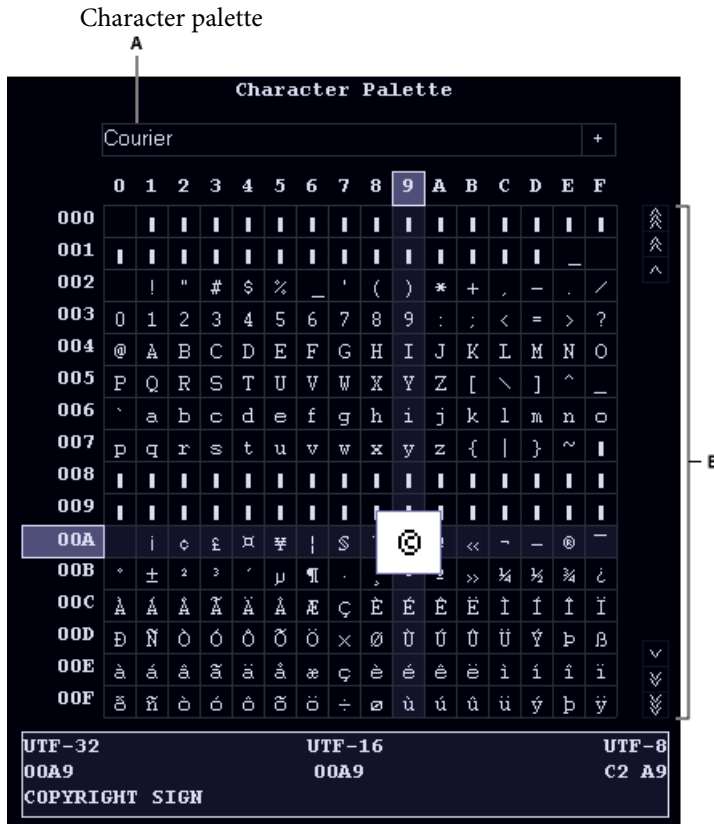 Character palette
A
Character Palette
Courier +
0 1 2 3 4 5 6 7 8 9 A B C D E F
000
001 _
002 ! " # $ % _ ' ( ) * + , – . /
003 0 1 2 3 4 5 6 7 8 9 : ; < = > ?
004 @ A B C D E F G H I J K L M N O
005 P Q R S T U V W X Y Z [ \ ] ^ _
006 ` a b c d e f g h i j k l m n o
007 p q r s t u v w x y z { | } ~
008
009
00A ¡ ¢ £ ¤ ¥ ¦ § © « ¬ – ® ¯
00B ° ± ² ³ ´ µ ¶ · » ¼ ½ ¾ ¿
00C À Á Â Ã Ä Å Æ Ç È É Ê Ë Ì Í Î Ï
00D Ð Ñ Ò Ó Ô Õ Ö × Ø Ù Ú Û Ü Ý Þ ß
00E à á â ã ä å æ ç è é ê ë ì í î ï
00F ð ñ ò ó ô õ ö ÷ ø ù ú û ü ý þ ÿ
UTF-32 UTF-16 UTF-8
00A9 00A9 C2 A9
COPYRIGHT SIGN